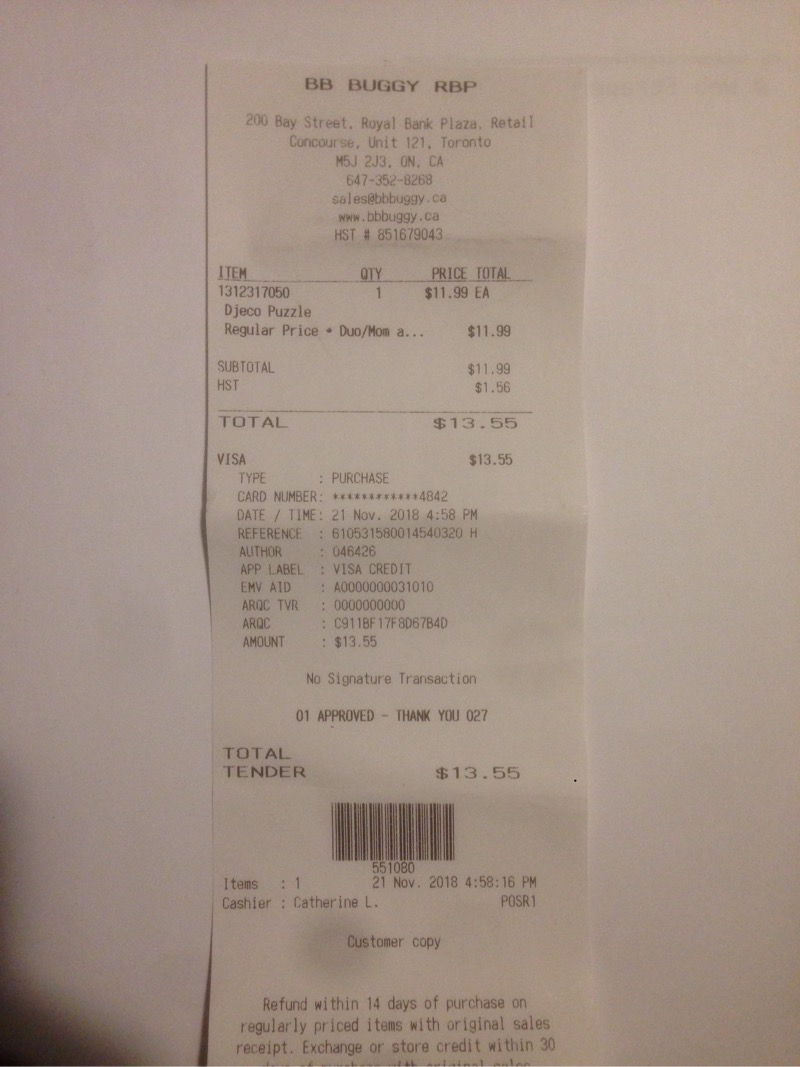 BB BUGGY RBP
200 Bay Street, Royal Bank Plaza, Retail
Concourse, Unit 121, Toronto
M5J 2J3, ON, CA
647-352-8268
sales@bbbuggy.ca
www.bbbuggy.ca
HST # 851679043
ITEM QTY PRICE TOTAL
1312317050 1 $11.99 EA
Djeco Puzzle
Regular Price * Duo/Mom a... $11.99
SUBTOTAL $11.99
HST $1.56
TOTAL $13.55
VISA $13.55
TYPE : PURCHASE
CARD NUMBER: ************4842
DATE / TIME: 21 Nov. 2018 4:58 PM
REFERENCE : 610531580014540320 H
AUTHOR : 046426
APP LABEL : VISA CREDIT
EMV AID : A0000000031010
ARQC TVR : 0000000000
ARQC : C911BF17F8D67B4D
AMOUNT : $13.55
No Signature Transaction
01 APPROVED - THANK YOU 027
TOTAL
TENDER $13.55
551080
Items : 1 21 Nov. 2018 4:58:16 PM
Cashier : Catherine L. POSR1
Customer copy
Refund within 14 days of purchase on
regularly priced items with original sales
receipt. Exchange or store credit within 30